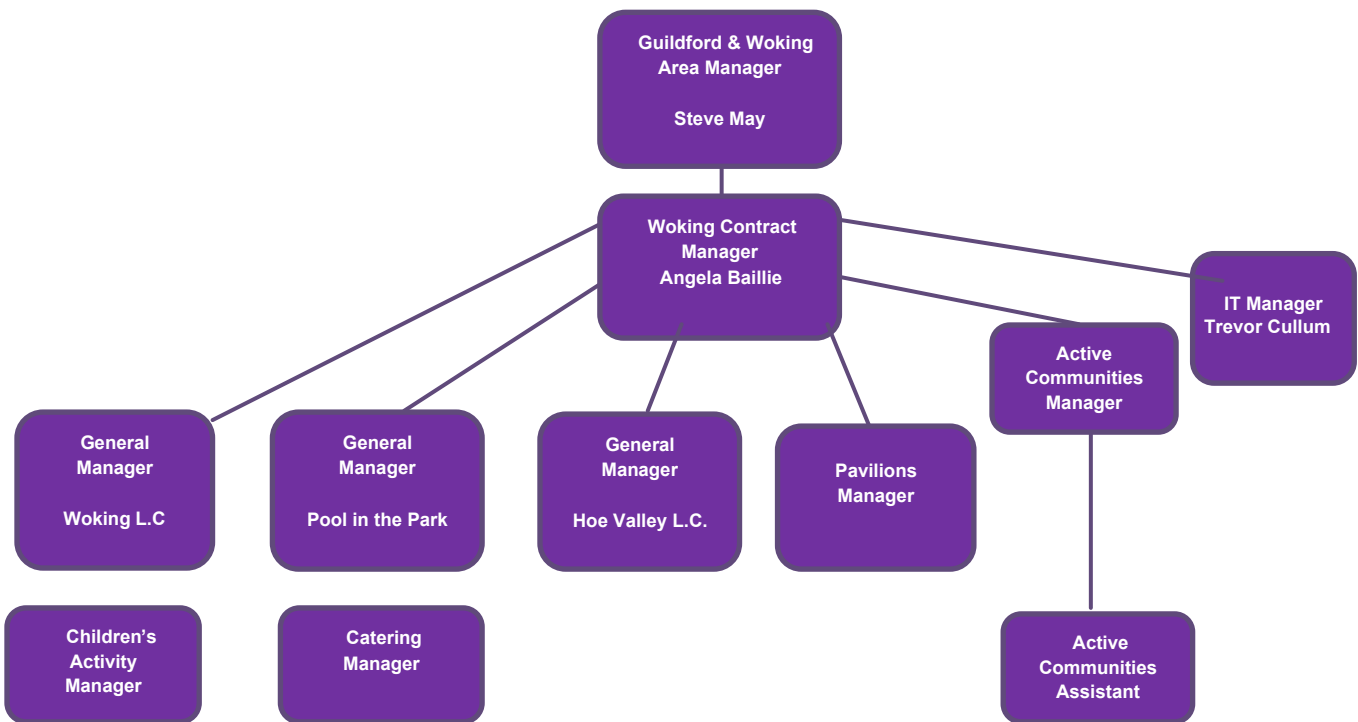 Guildford & Woking
Area Manager
Steve May
Woking Contract
Manager
Angela Baillie
IT Manager
Trevor Cullum
Active
Communities
Manager
General
Manager
Woking L.C
General
Manager
Pool in the Park
General
Manager
Hoe Valley L.C.
Pavilions
Manager
Children’s
Activity
Manager
Catering
Manager
Active
Communities
Assistant